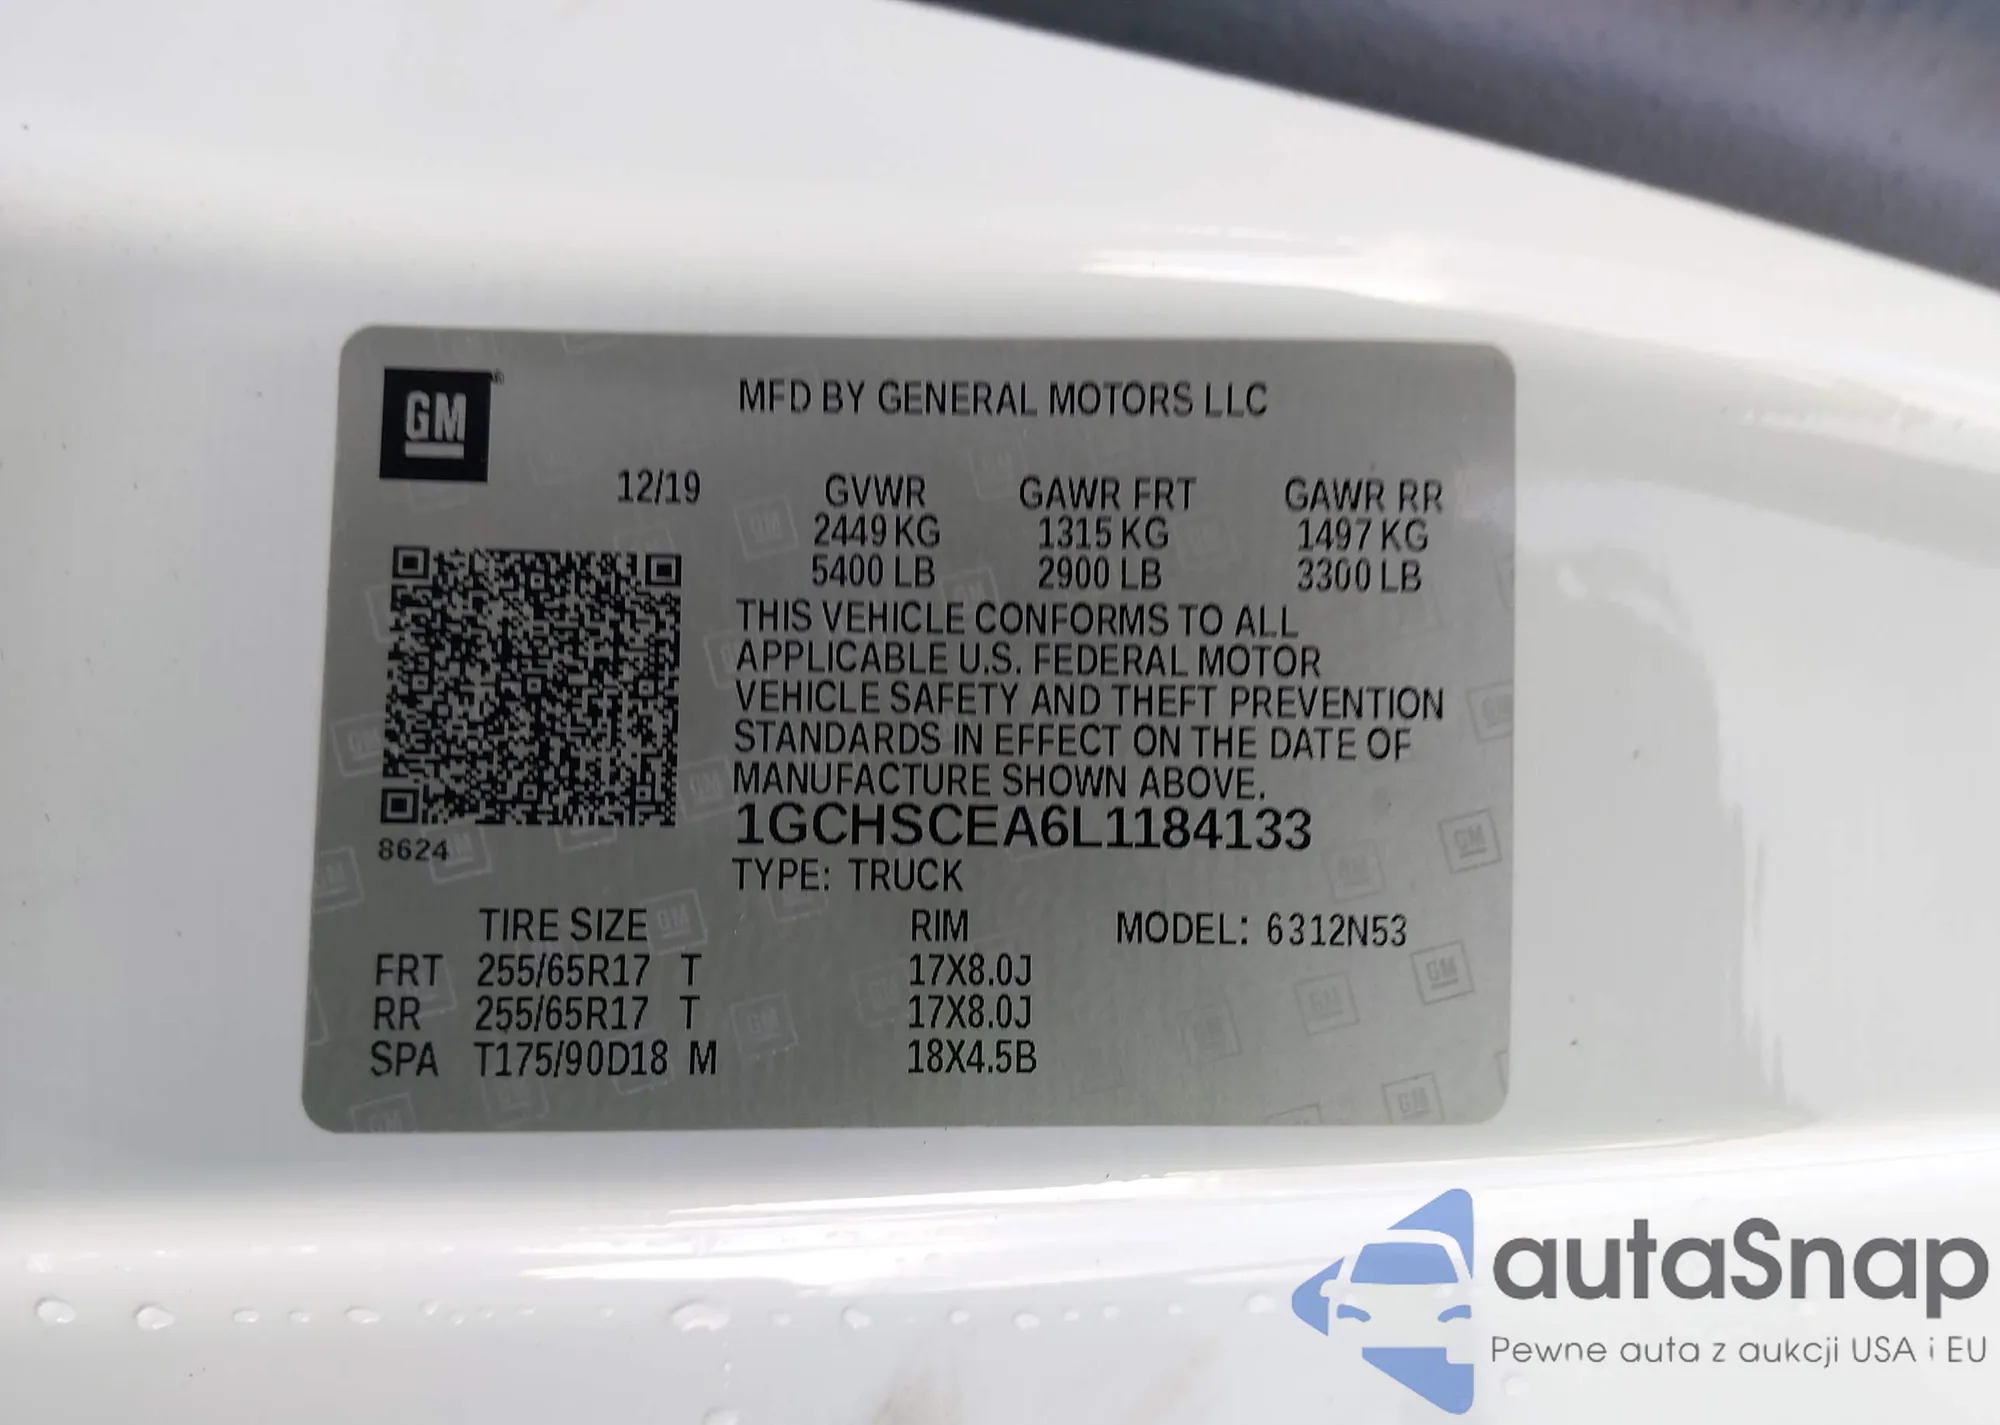 GM
MFD BY GENERAL MOTORS LLC
12/19 GVWR GAWR FRT GAWR RR
2449 KG 1315 KG 1497 KG
5400 LB 2900 LB 3300 LB
THIS VEHICLE CONFORMS TO ALL
APPLICABLE U.S. FEDERAL MOTOR
VEHICLE SAFETY AND THEFT PREVENTION
STANDARDS IN EFFECT ON THE DATE OF
MANUFACTURE SHOWN ABOVE.
1GCHSCEA6L1184133
8624
TYPE: TRUCK
TIRE SIZE RIM MODEL: 6312N53
FRT 255/65R17 T 17X8.0J
RR 255/65R17 T 17X8.0J
SPA T175/90D18 M 18X4.5B
autaSnap
Pewne auta z aukcji USA i EU